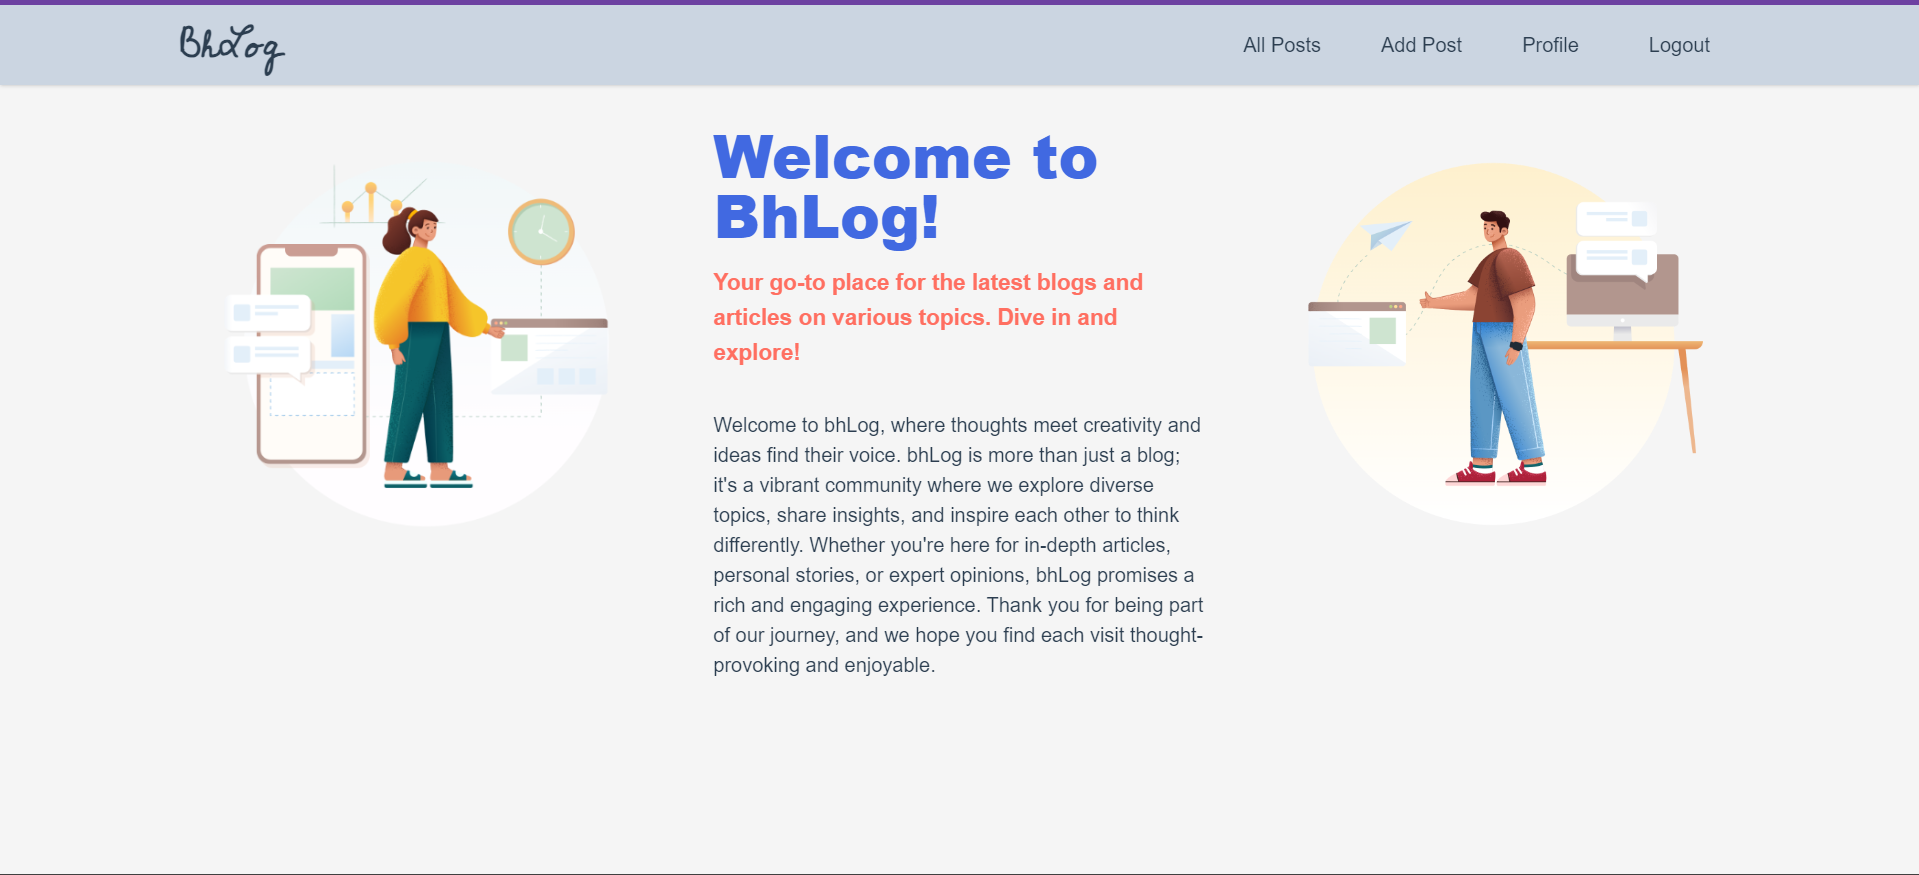 BhLog
All Posts Add Post Profile Logout
Welcome to
BhLog!
Your go-to place for the latest blogs and
articles on various topics. Dive in and
explore!
Welcome to bhLog, where thoughts meet creativity and
ideas find their voice. bhLog is more than just a blog;
it's a vibrant community where we explore diverse
topics, share insights, and inspire each other to think
differently. Whether you're here for in-depth articles,
personal stories, or expert opinions, bhLog promises a
rich and engaging experience. Thank you for being part
of our journey, and we hope you find each visit thought-
provoking and enjoyable.